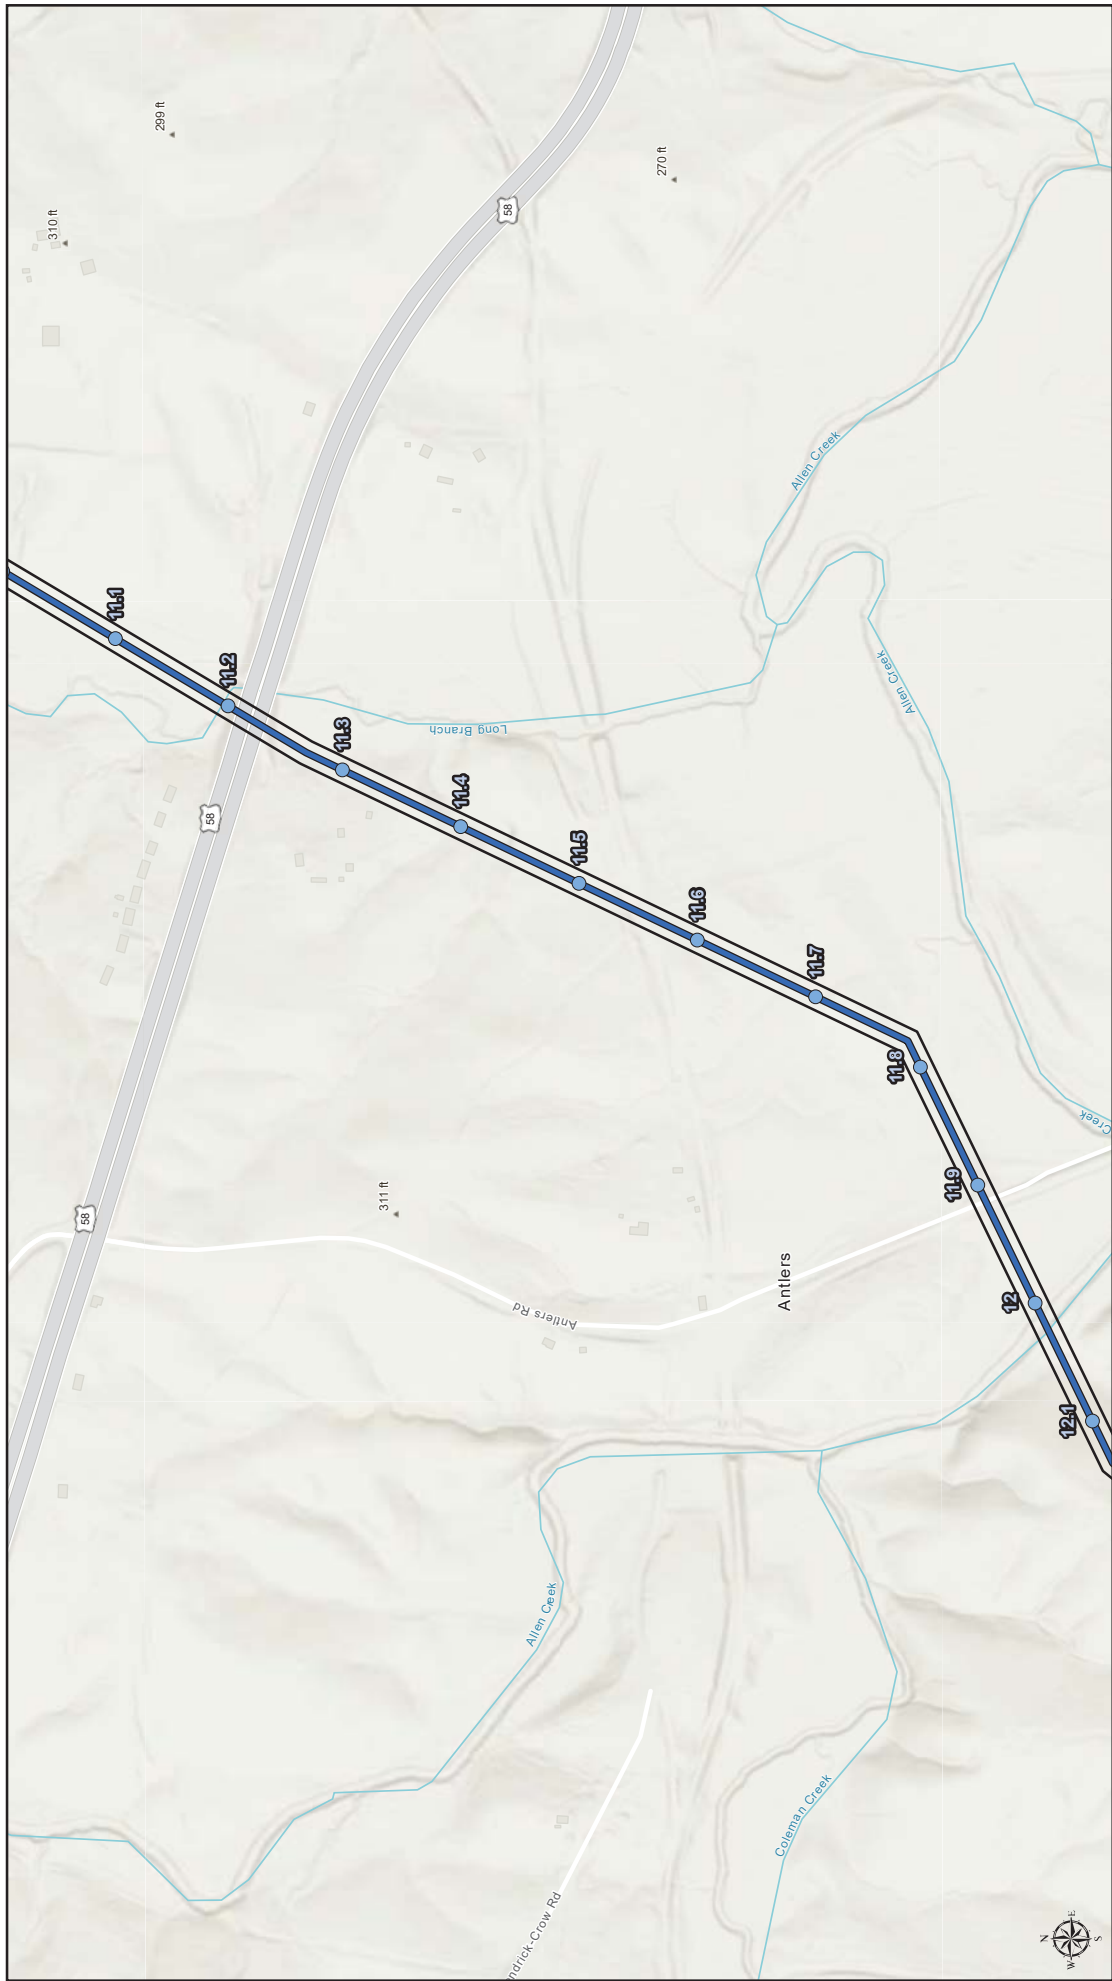 299 ft
310 ft
270 ft
58
Allen Creek
11.1
11.2
Allen Creek
Long Branch
11.3
58
11.4
11.5
11.6
11.7
11.8
Creek
11.9
58
311 ft
Antlers
12
Antlers Rd
12.1
Allen Creek
Coleman Creek
ndrick-Crow Rd
N
W E
S